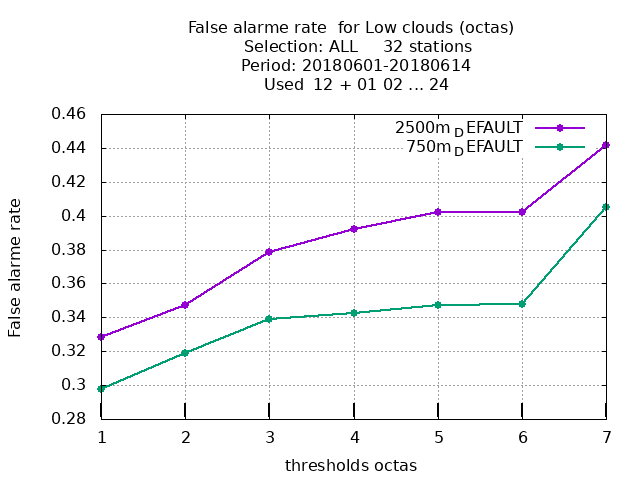 False alarme rate  for Low clouds (octas)
Selection: ALL     32 stations
Period: 20180601-20180614
Used  12 + 01 02 ... 24
2500m_DEFAULT
750m_DEFAULT
0.46
0.44
0.42
0.4
0.38
0.36
0.34
0.32
0.3
0.28
False alarme rate
1 2 3 4 5 6 7
thresholds octas